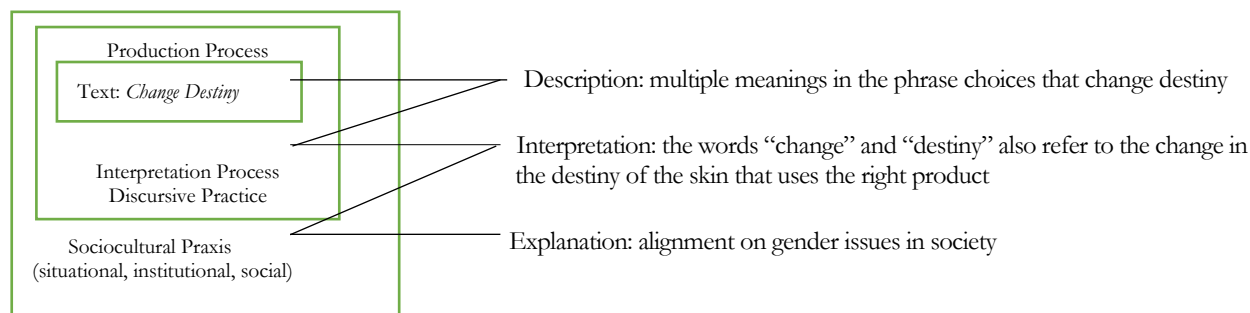 Production Process
Text: Change Destiny
Interpretation Process
Discursive Practice
Sociocultural Praxis
(situational, institutional, social)
Description: multiple meanings in the phrase choices that change destiny
Interpretation: the words “change” and “destiny” also refer to the change in
the destiny of the skin that uses the right product
Explanation: alignment on gender issues in society